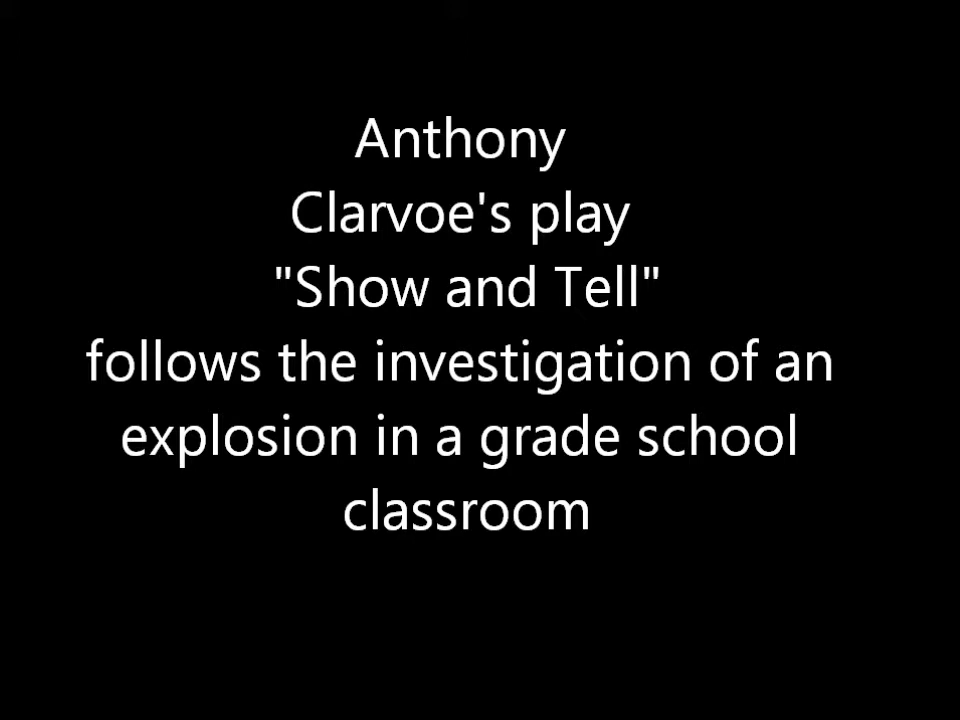 Anthony
Clarvoe's play
"Show and Tell"
follows the investigation of an
explosion in a grade school
classroom